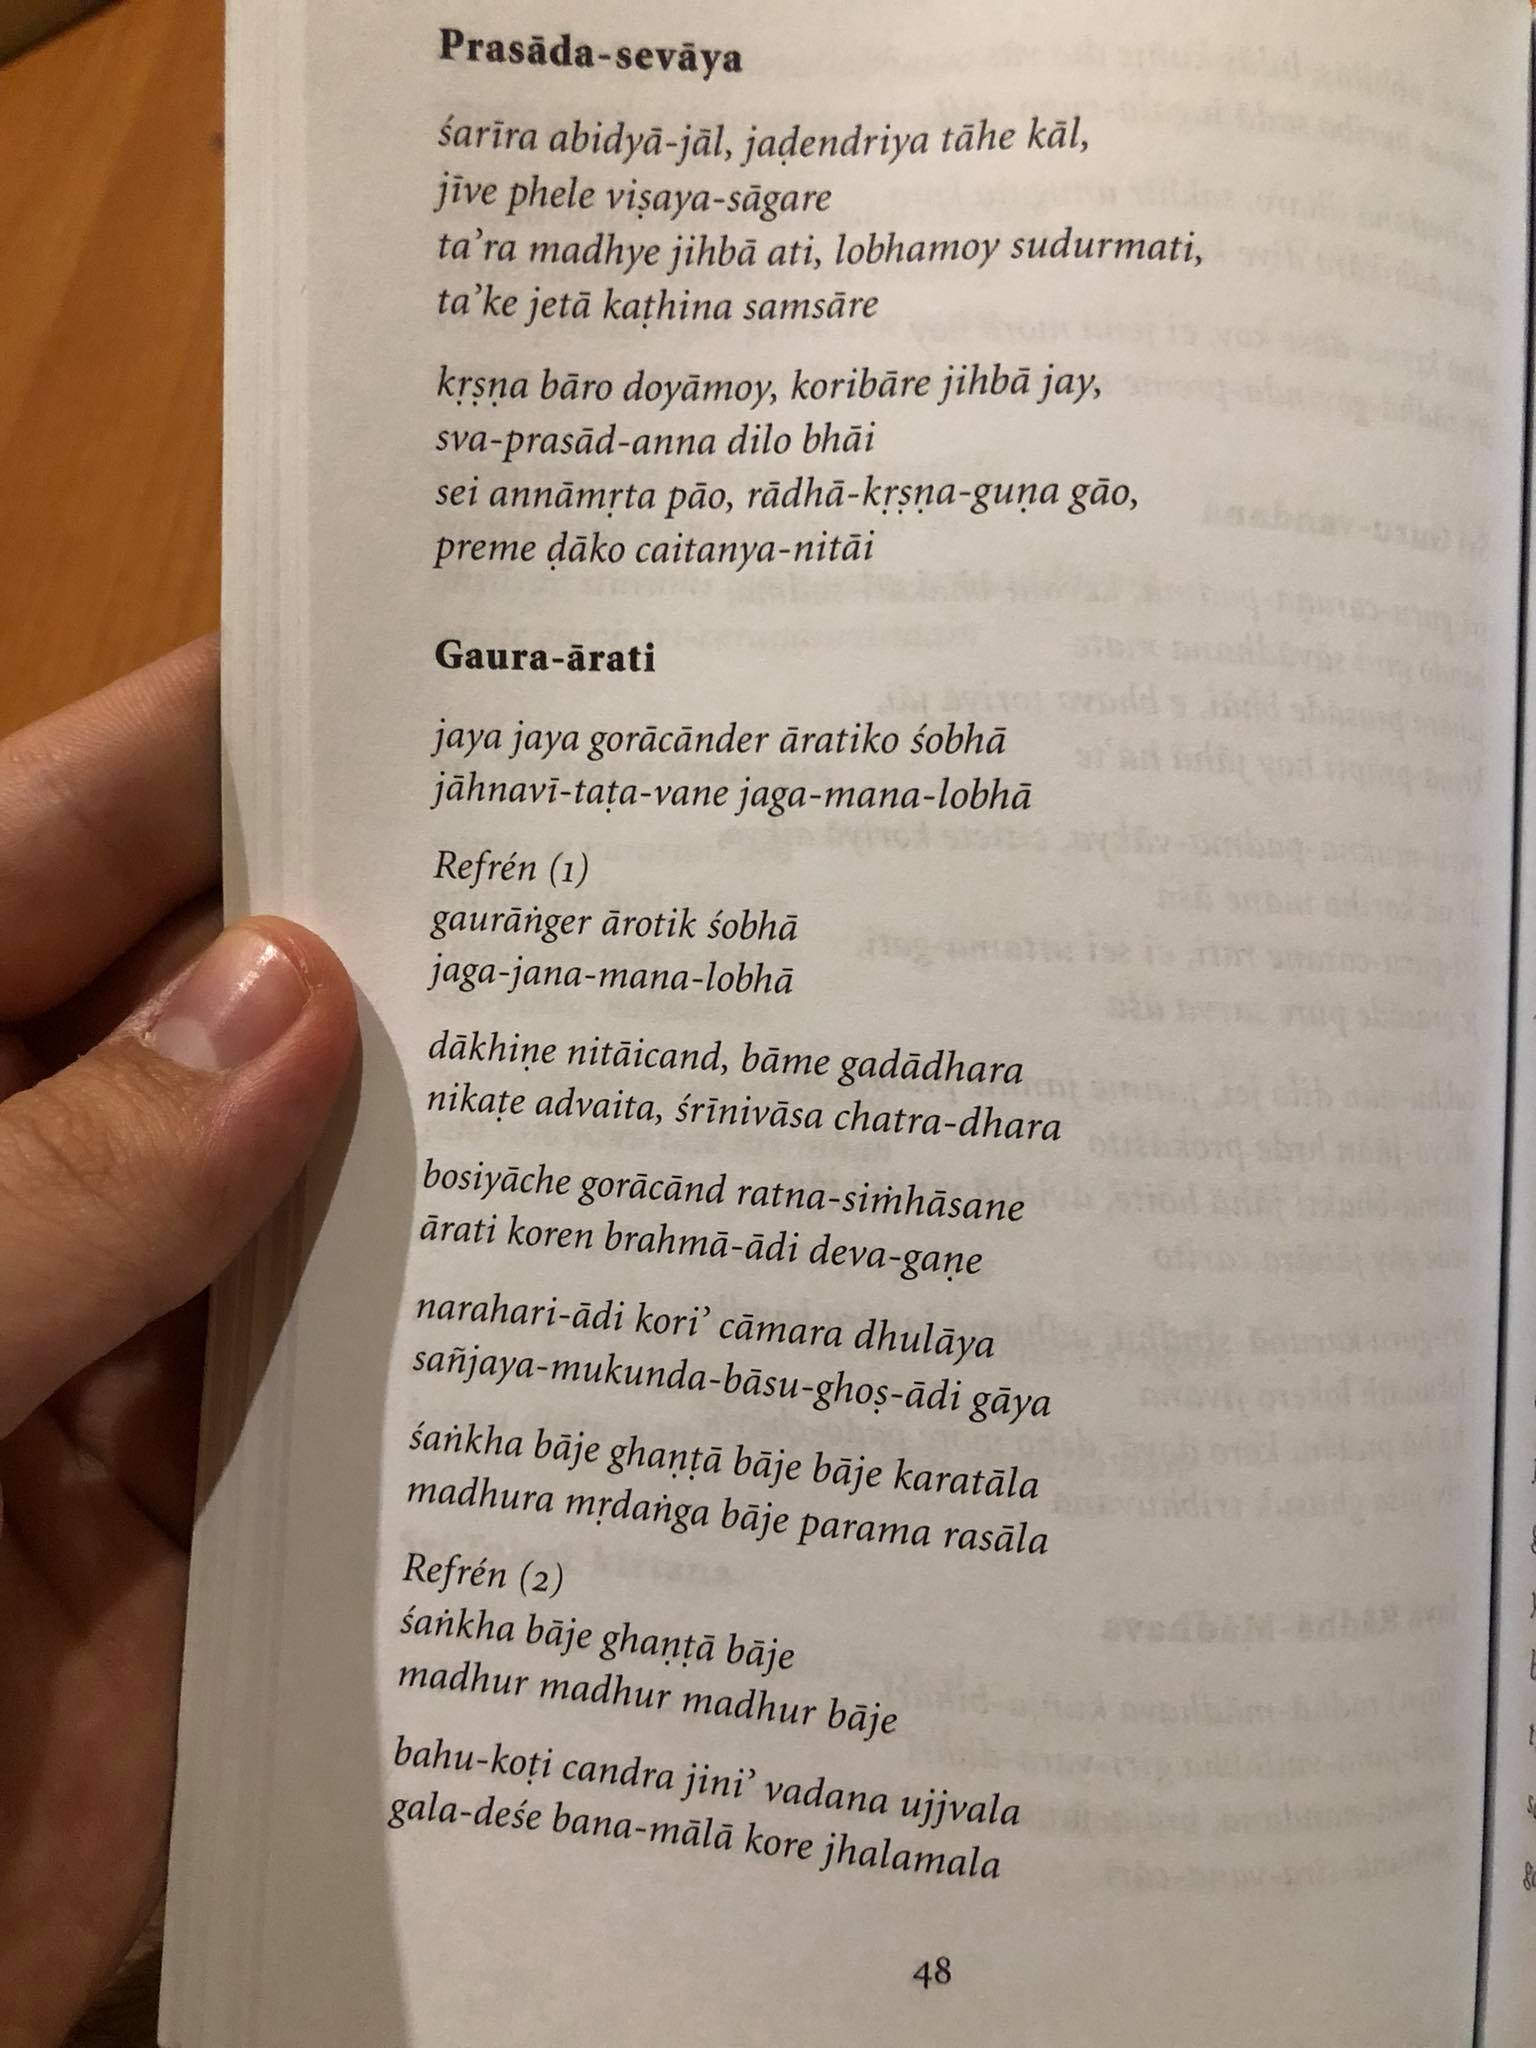 Prasāda-sevāya
śarīra abidyā-jāl, jaḍendriya tāhe kāl,
jīve phele viṣaya-sāgare
ta’ra madhye jihbā ati, lobhamoy sudurmati,
ta’ke jetā kaṭhina samsāre
kṛṣṇa bāro doyāmoy, koribāre jihbā jay,
sva-prasād-anna dilo bhāi
sei annāmṛta pāo, rādhā-kṛṣṇa-guṇa gāo,
preme ḍāko caitanya-nitāi
Gaura-ārati
jaya jaya gorācānder āratiko śobhā
jāhnavī-taṭa-vane jaga-mana-lobhā
Refrén (1)
gaurāṅger ārotik śobhā
jaga-jana-mana-lobhā
dākhiṇe nitāicand, bāme gadādhara
nikaṭe advaita, śrīnivāsa chatra-dhara
bosiyāche gorācānd ratna-siṁhāsane
ārati koren brahmā-ādi deva-gaṇe
narahari-ādi kori’ cāmara dhulāya
sañjaya-mukunda-bāsu-ghoṣ-ādi gāya
śaṅkha bāje ghaṇṭā bāje bāje karatāla
madhura mṛdaṅga bāje parama rasāla
Refrén (2)
śaṅkha bāje ghaṇṭā bāje
madhur madhur madhur bāje
bahu-koṭi candra jini’ vadana ujjvala
gala-deśe bana-mālā kore jhalamala
48